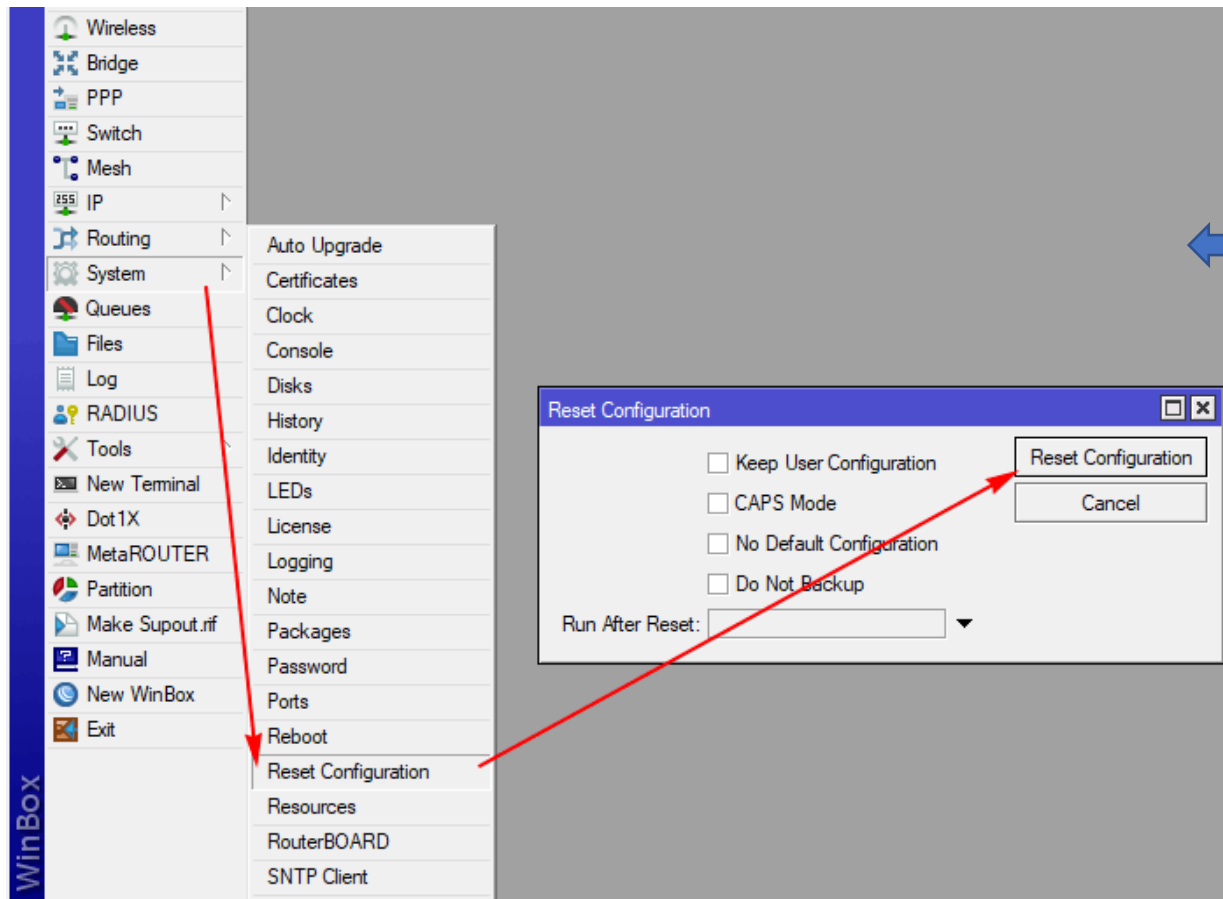 Wireless
Bridge
PPP
Switch
Mesh
255
IP
Routing
System
Queues
Files
Log
RADIUS
Tools
New Terminal
Dot1X
MetaROUTER
Partition
Make Supout.rif
Manual
New WinBox
Exit
WinBox
Auto Upgrade
Certificates
Clock
Console
Disks
History
Identity
LEDs
License
Logging
Note
Packages
Password
Ports
Reboot
Reset Configuration
Resources
RouterBOARD
SNTP Client
Reset Configuration
Keep User Configuration
CAPS Mode
No Default Configuration
Do Not Backup
Run After Reset:
Reset Configuration
Cancel